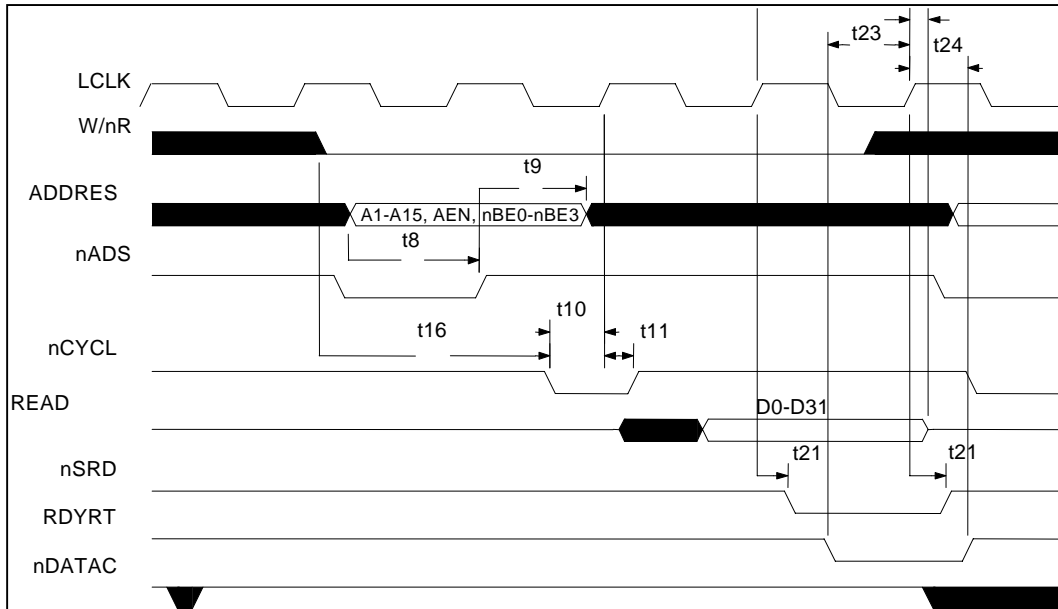 t23
t24
LCLK
W/nR
t9
ADDRES
A1-A15, AEN, nBE0-nBE3
t8
nADS
t10
t16
t11
nCYCL
READ
D0-D31
nSRD
t21
t21
RDYRT
nDATAC